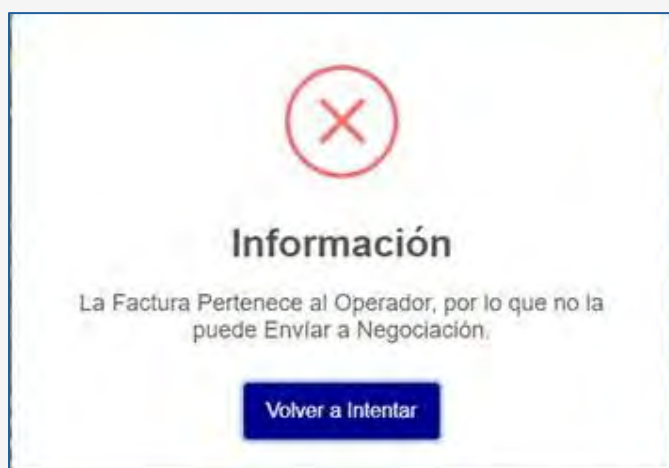 Información
La Factura Pertenece al Operador, por lo que no la
puede Enviar a Negociación.
Volver a Intentar